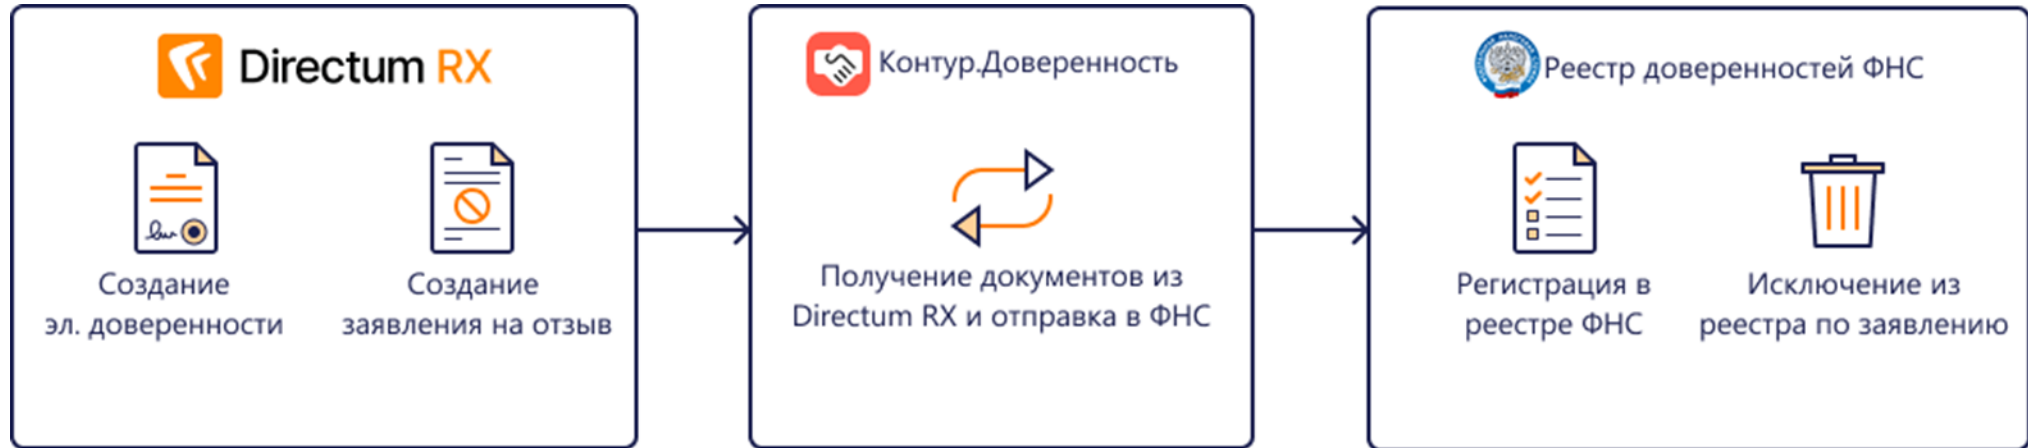 Directum RX
Создание
эл. доверенности
Создание
заявления на отзыв
Контур.Доверенность
Получение документов из
Directum RX и отправка в ФНС
Реестр доверенностей ФНС
Регистрация в
реестре ФНС
Исключение из
реестра по заявлению